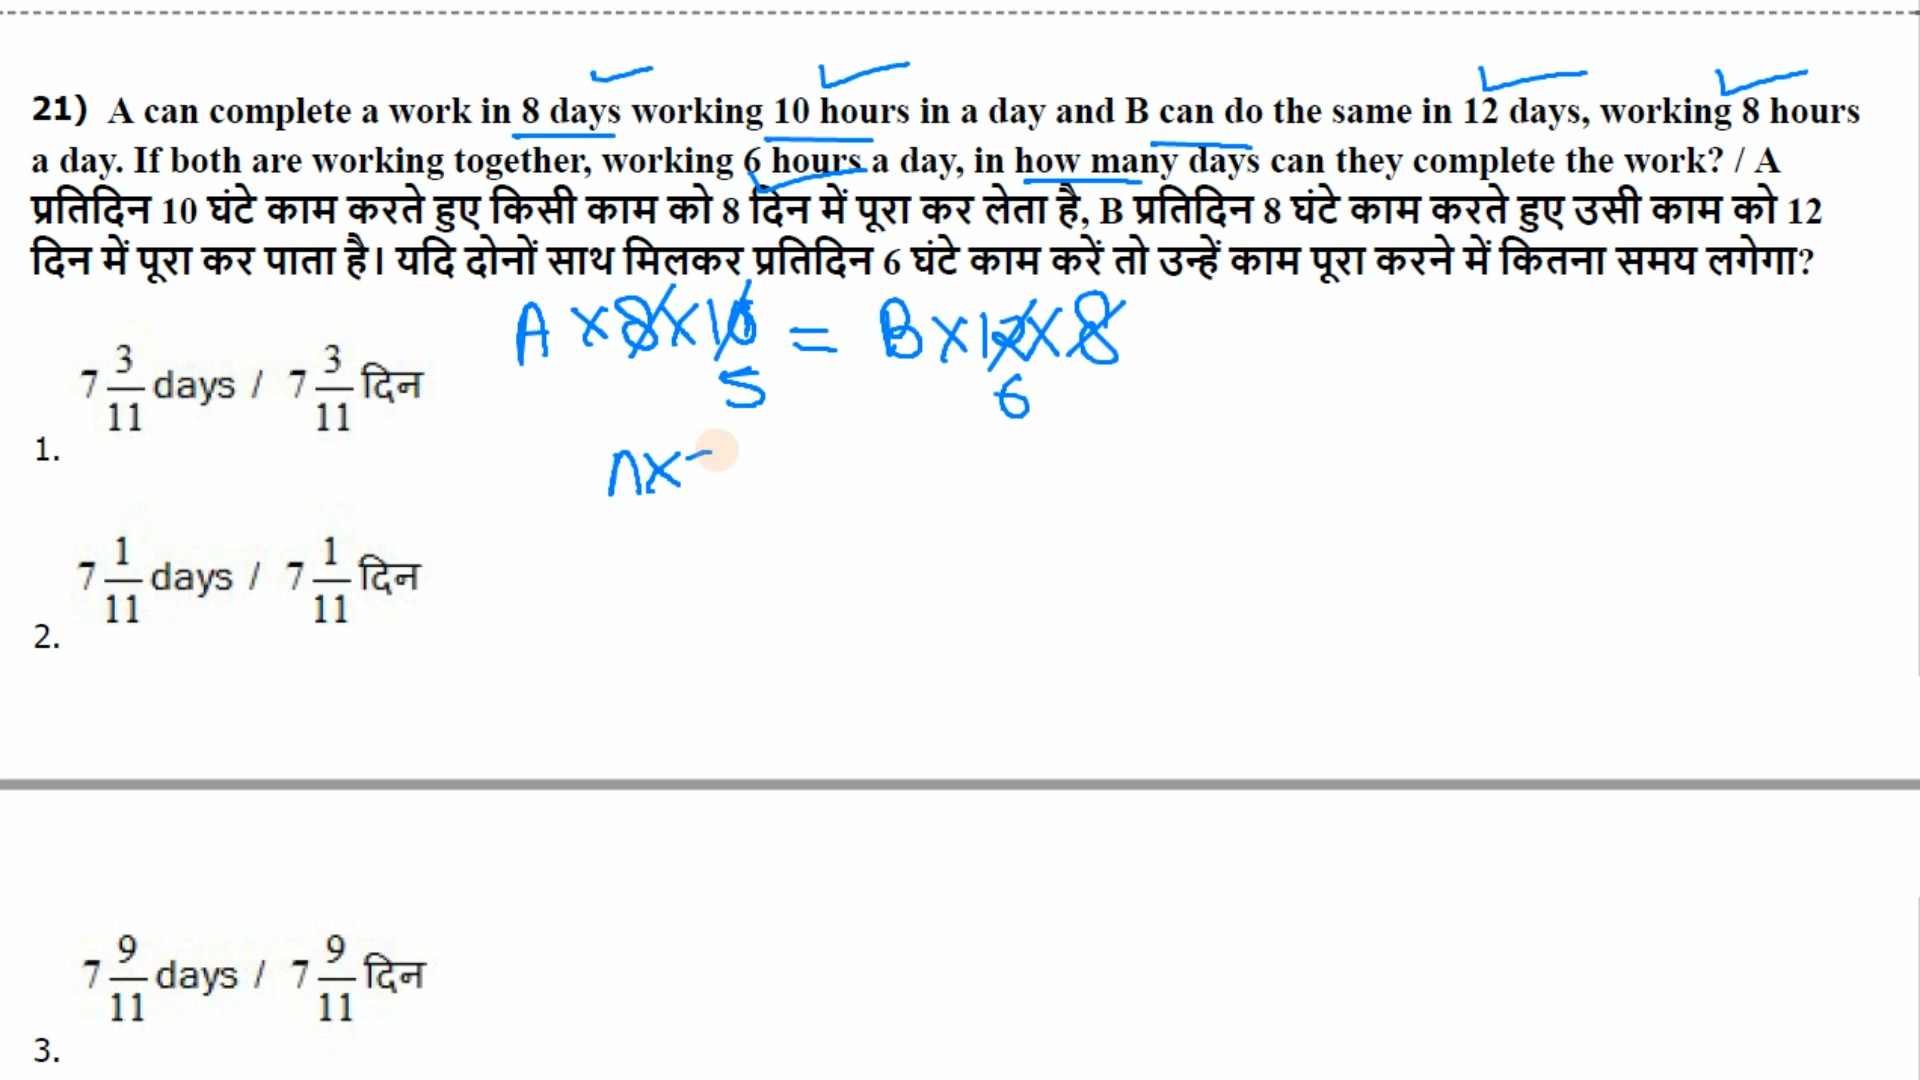 21) A can complete a work in 8 days working 10 hours in a day and B can do the same in 12 days, working 8 hours
a day. If both are working together, working 6 hours a day, in how many days can they complete the work? / A
प्रतिदिन 10 घंटे काम करते हुए किसी काम को 8 दिन में पूरा कर लेता है, B प्रतिदिन 8 घंटे काम करते हुए उसी काम को 12
दिन में पूरा कर पाता है। यदि दोनों साथ मिलकर प्रतिदिन 6 घंटे काम करें तो उन्हें काम पूरा करने में कितना समय लगेगा?
A × 8 × 10 = B × 12 × 8
5 6
n×
1. 7 3/11 days / 7 3/11 दिन
2. 7 1/11 days / 7 1/11 दिन
3. 7 9/11 days / 7 9/11 दिन